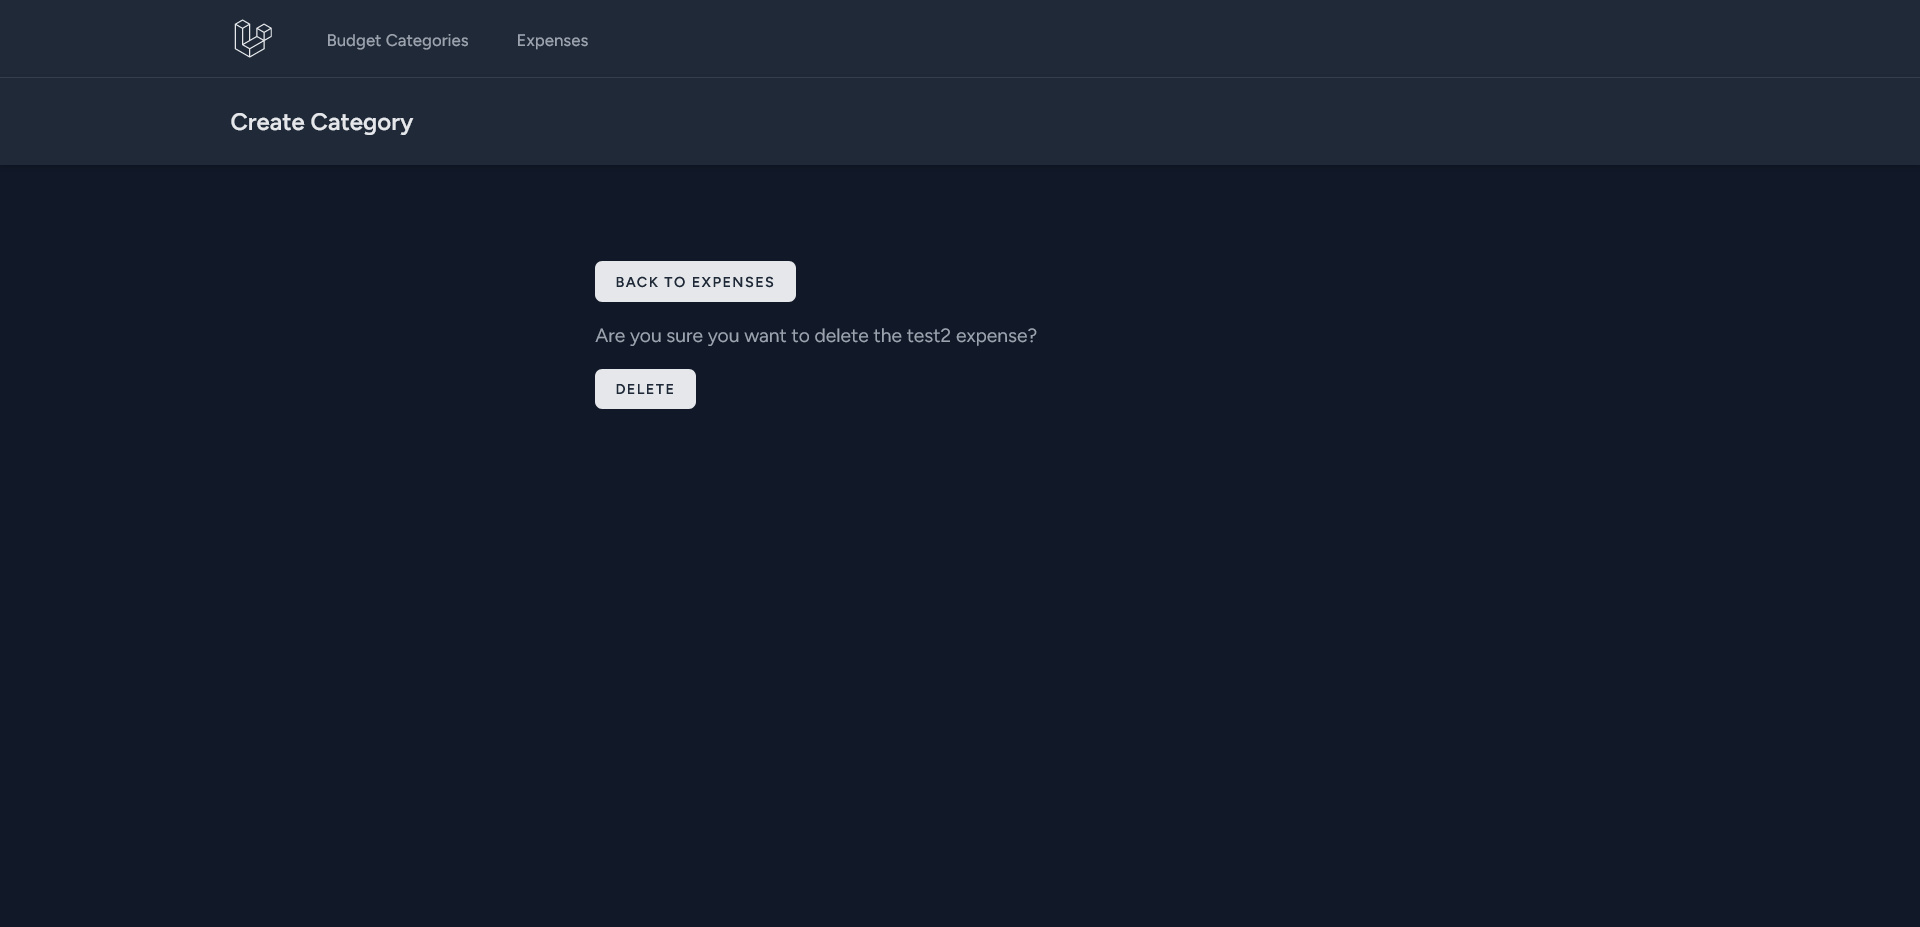 Budget Categories Expenses
Create Category
BACK TO EXPENSES
Are you sure you want to delete the test2 expense?
DELETE